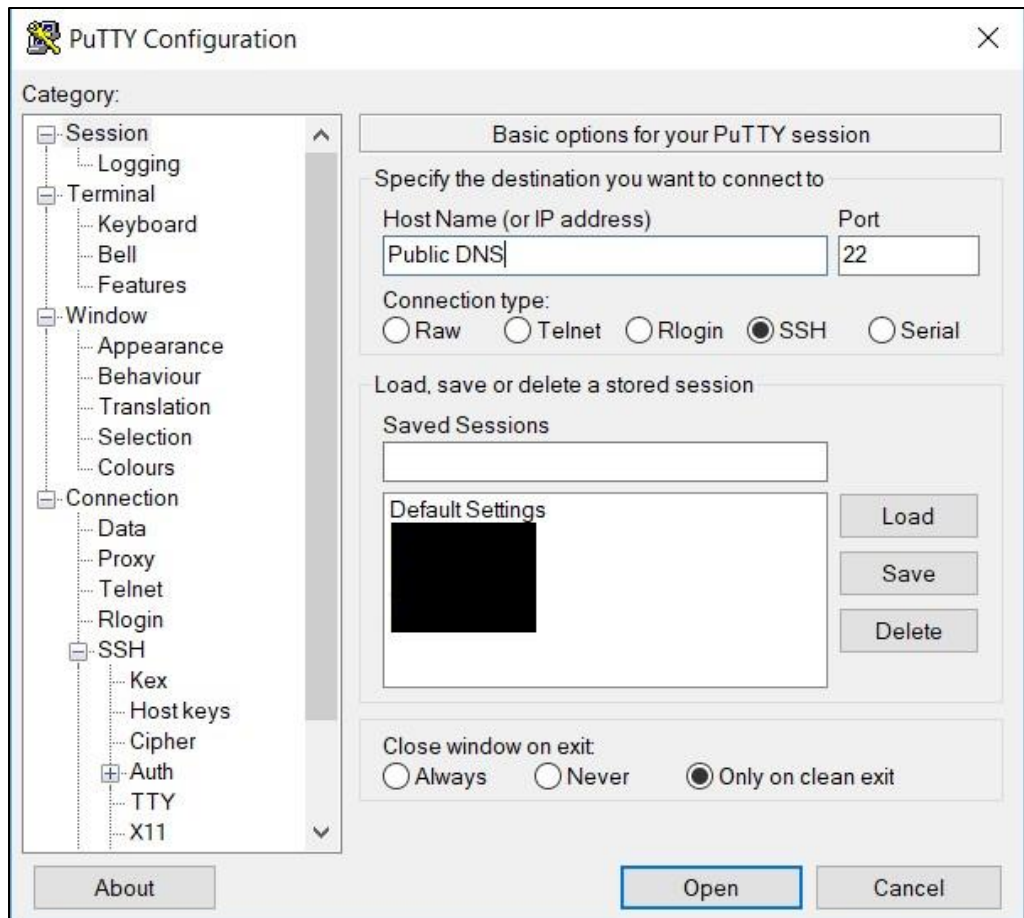 PuTTY Configuration
Category:
Session
Logging
Terminal
Keyboard
Bell
Features
Window
Appearance
Behaviour
Translation
Selection
Colours
Connection
Data
Proxy
Telnet
Rlogin
SSH
Kex
Host keys
Cipher
Auth
TTY
X11
Basic options for your PuTTY session
Specify the destination you want to connect to
Host Name (or IP address) Port
Public DNS 22
Connection type:
Raw Telnet Rlogin SSH Serial
Load, save or delete a stored session
Saved Sessions
Default Settings
Load
Save
Delete
Close window on exit:
Always Never Only on clean exit
About Open Cancel